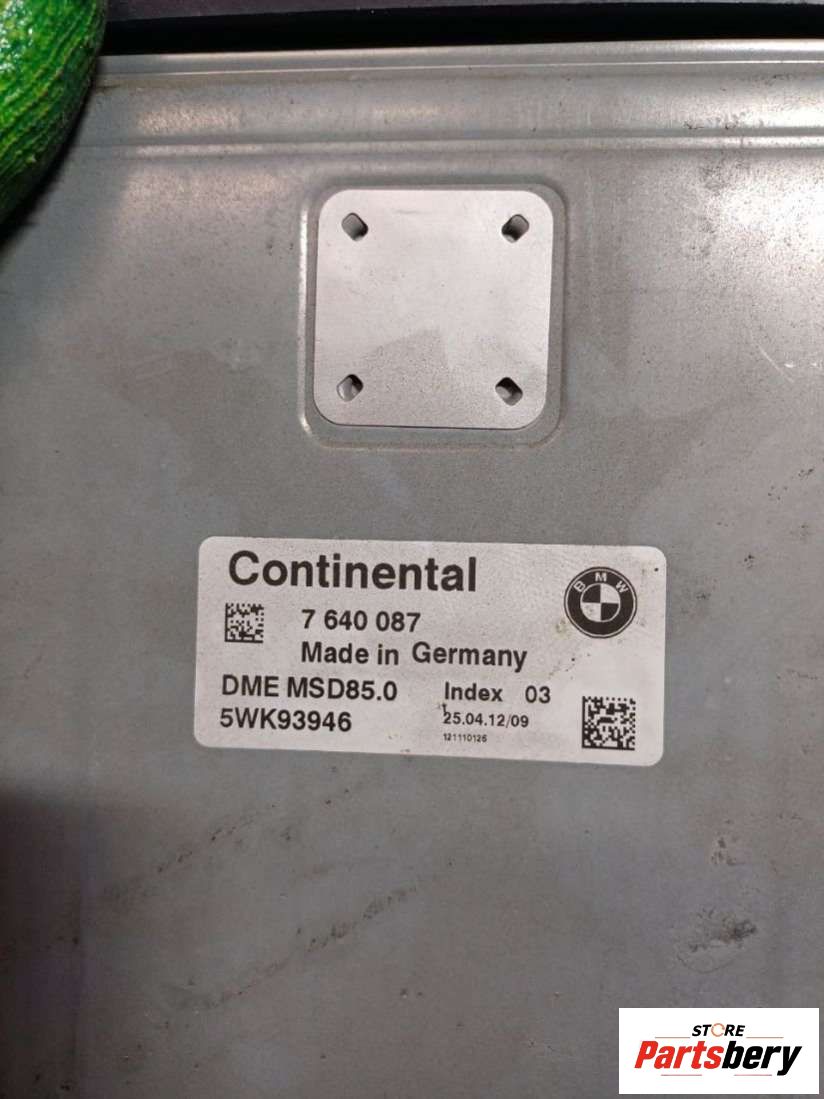 Continental
BMW
7 640 087
Made in Germany
DME MSD85.0 Index 03
5WK93946 25.04.12/09
121110126
STORE
Partsbery